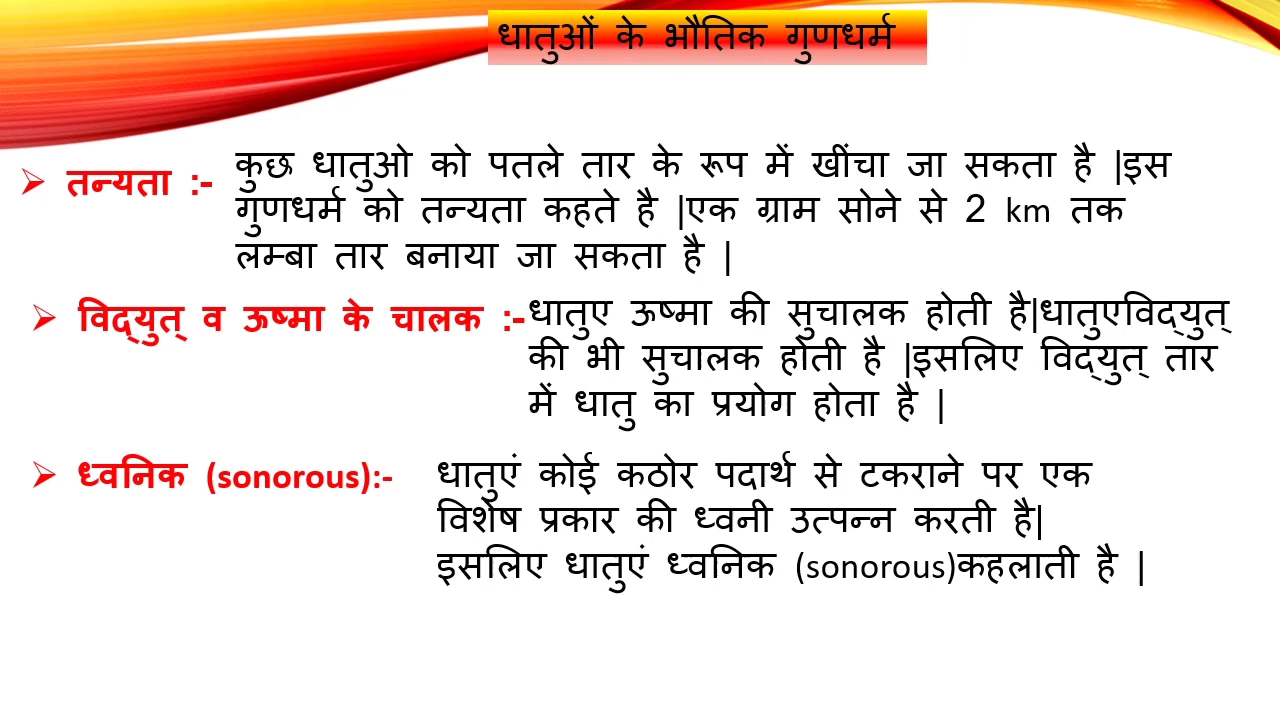 धातुओं के भौतिक गुणधर्म
➢ तन्यता :- कुछ धातुओ को पतले तार के रूप में खींचा जा सकता है |इस
गुणधर्म को तन्यता कहते है |एक ग्राम सोने से 2 km तक
लम्बा तार बनाया जा सकता है |
➢ विद्युत् व ऊष्मा के चालक :-धातुए ऊष्मा की सुचालक होती है|धातुएविद्युत्
की भी सुचालक होती है |इसलिए विद्युत् तार
में धातु का प्रयोग होता है |
➢ ध्वनिक (sonorous):- धातुएं कोई कठोर पदार्थ से टकराने पर एक
विशेष प्रकार की ध्वनी उत्पन्न करती है|
इसलिए धातुएं ध्वनिक (sonorous)कहलाती है |